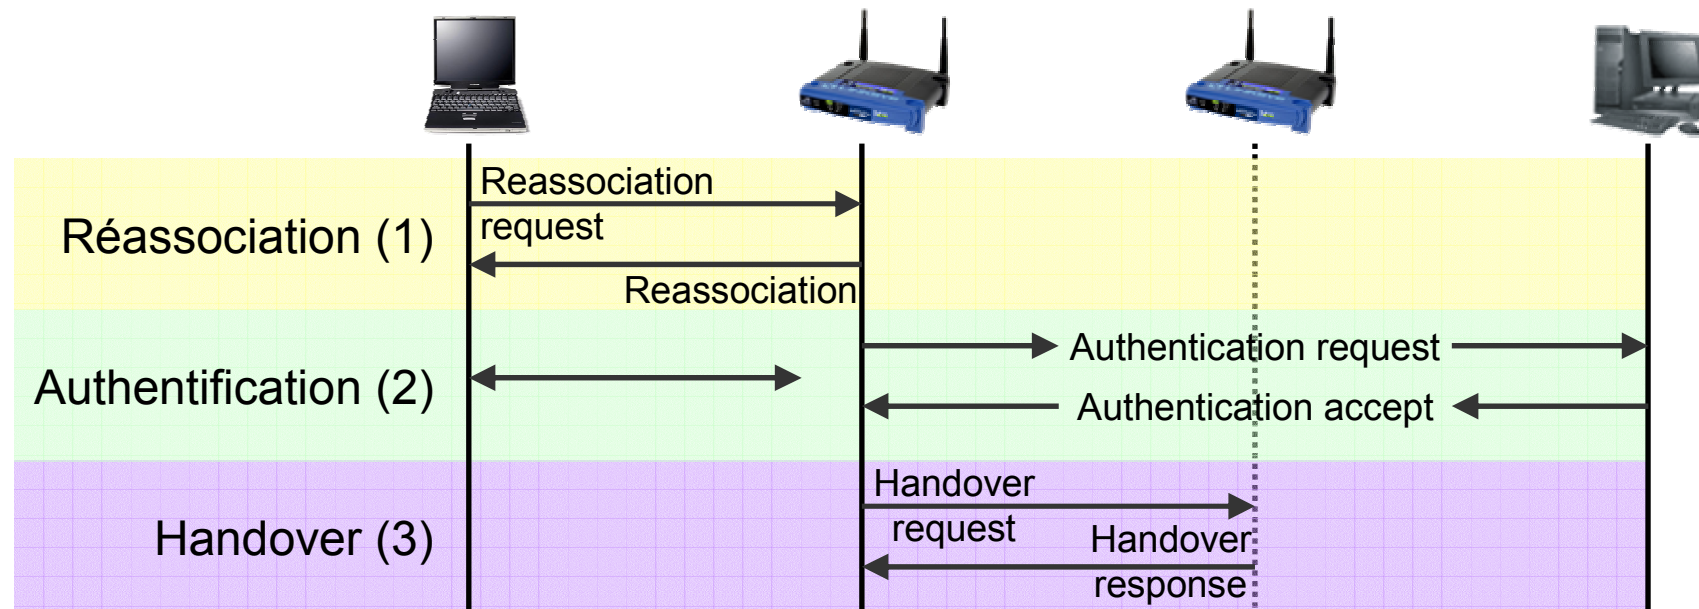 Réassociation (1)
Reassociation
request
Reassociation
Authentification (2)
Authentication request
Authentication accept
Handover (3)
Handover
request
Handover
response